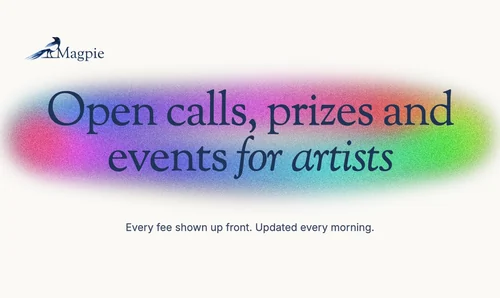 Magpie
Open calls, prizes and
events for artists
Every fee shown up front. Updated every morning.